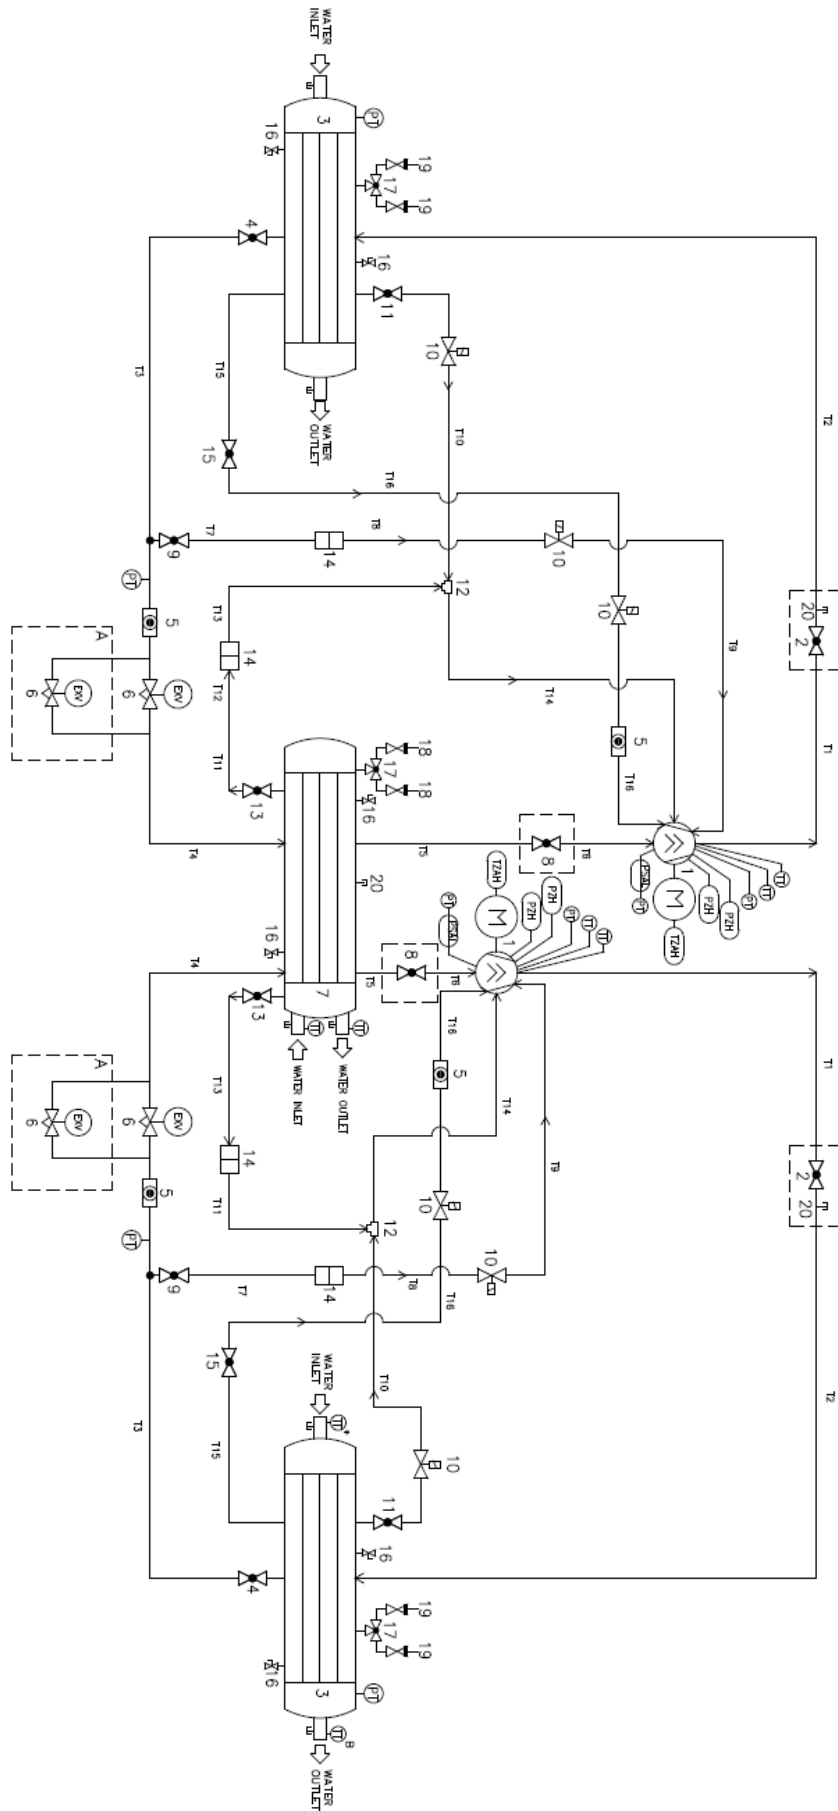 WATER
INLET
3
PT
16
19
17
19
4
16
11
10
T3
T15
T10
T2
WATER
OUTLET
15
T16
T7
T8
9
14
10
12
10
PT
5
T13
20
2
A
14
T9
6
EXV
6
EXV
T12
T14
T1
5
T11
13
18
17
18
16
T16
T4
T5
8
T6
1
PSAL
PT
M
TZAH
PZH
PZH
PT
TT
TT
20
TZAH
M
1
PT
PSAL
PZH
PZH
PT
TT
TT
16
T4
T5
8
T6
7
13
TT
TT
WATER INLET
WATER OUTLET
T16
T13
5
T14
T1
A
T9
6
EXV
6
EXV
14
5
T11
10
2
20
PT
12
10
9
T7
14
T8
T16
15
WATER
INLET
T10
T2
T3
T15
TT
*
10
11
16
4
19
17
19
16
3
PT
TT
B
WATER
OUTLET